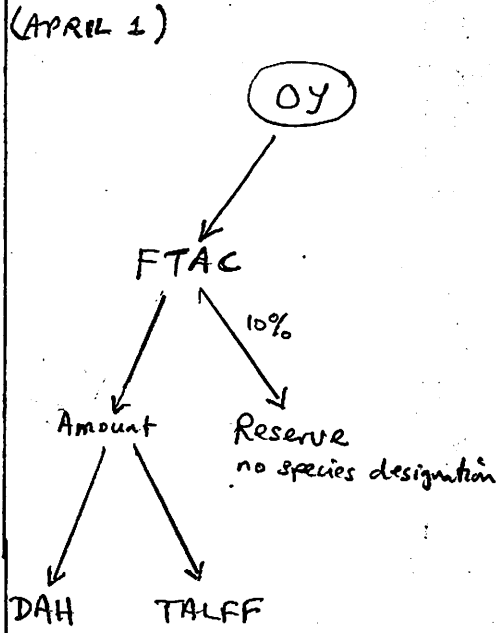 (APRIL 1)
OY
FTAC
10%
Amount
Reserve
no species designation
DAH
TALFF